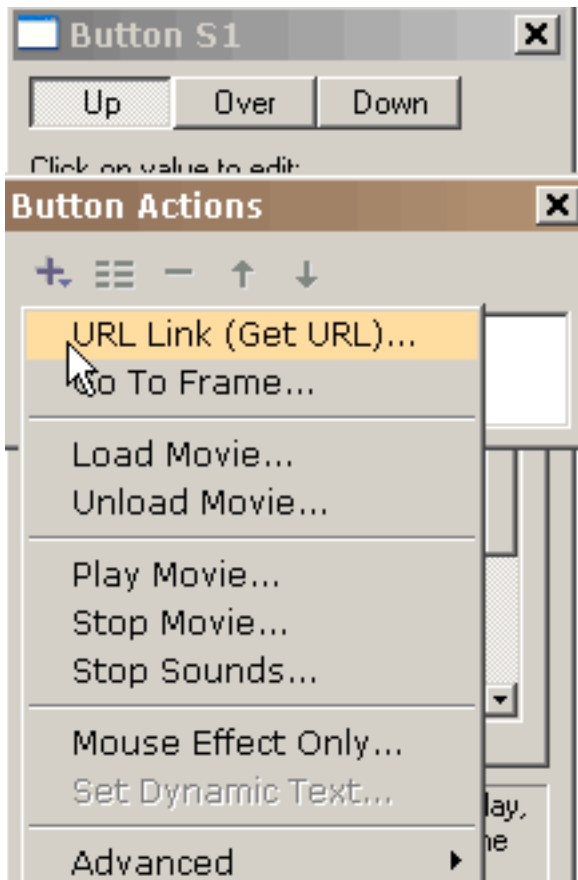 Button S1
Up Over Down
Click on value to edit:
Button Actions
URL Link (Get URL)...
Go To Frame...
Load Movie...
Unload Movie...
Play Movie...
Stop Movie...
Stop Sounds...
Mouse Effect Only...
Set Dynamic Text...
Advanced